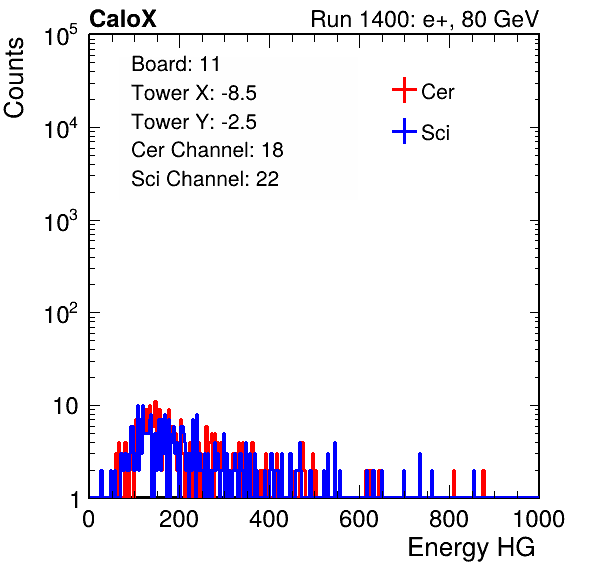 CaloX Run 1400: e+, 80 GeV
Counts
10^5
10^4
10^3
10^2
10
1
Board: 11
Tower X: -8.5
Tower Y: -2.5
Cer Channel: 18
Sci Channel: 22
Cer
Sci
0 200 400 600 800 1000
Energy HG